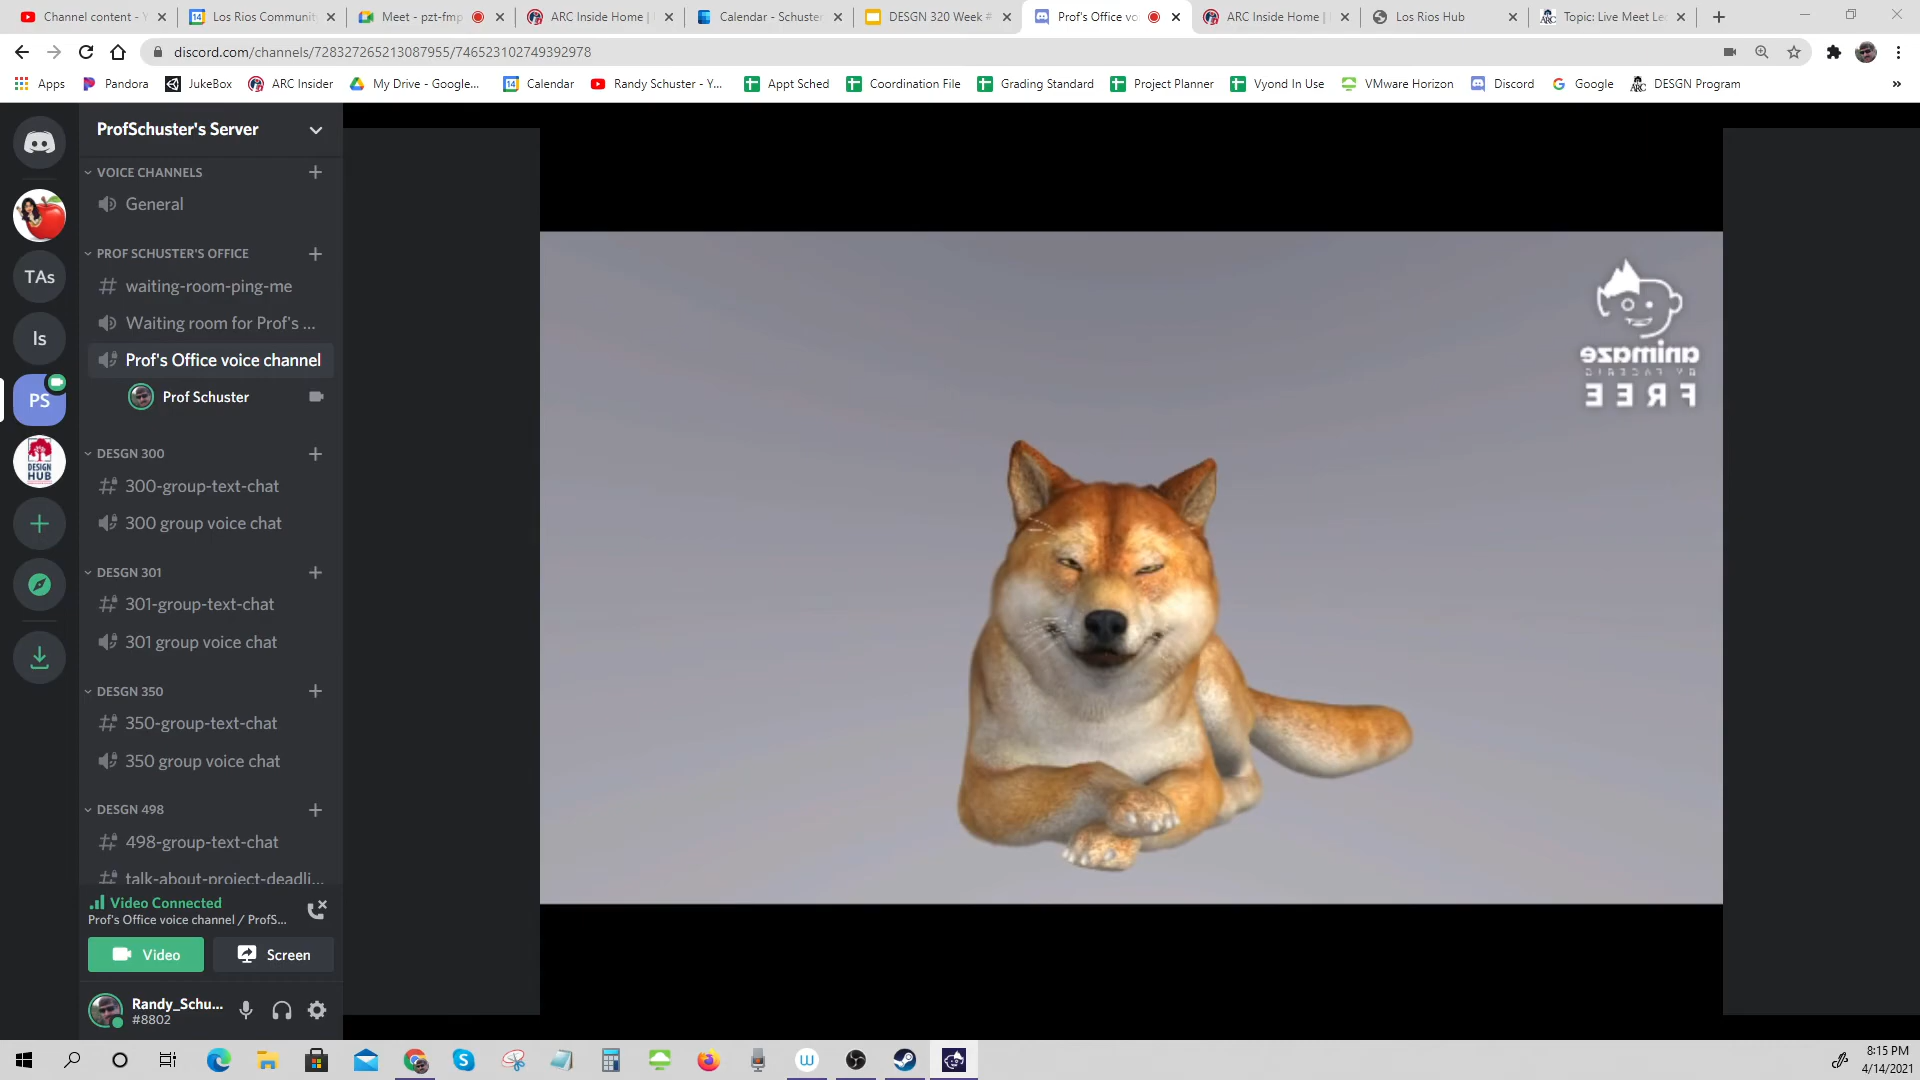 Channel content - Y
Los Rios Communit
Meet - pzt-fmp
ARC Inside Home |
Calendar - Schuster
DESGN 320 Week #
Prof's Office vo
ARC Inside Home |
Los Rios Hub
Topic: Live Meet Le
discord.com/channels/728327265213087955/746523102749392978
Apps
Pandora
JukeBox
ARC Insider
My Drive - Google...
Calendar
Randy Schuster - Y...
Appt Sched
Coordination File
Grading Standard
Project Planner
Vyond In Use
VMware Horizon
Discord
Google
DESGN Program
»
TAs
ls
PS
DESIGN
HUB
ProfSchuster's Server
VOICE CHANNELS
General
PROF SCHUSTER'S OFFICE
waiting-room-ping-me
Waiting room for Prof's ...
Prof's Office voice channel
Prof Schuster
DESGN 300
300-group-text-chat
300 group voice chat
DESGN 301
301-group-text-chat
301 group voice chat
DESGN 350
350-group-text-chat
350 group voice chat
DESGN 498
498-group-text-chat
talk-about-project-deadli...
Video Connected
Prof's Office voice channel / ProfS...
Video
Screen
Randy_Schu...
#8802
animaze
BY FACERIG
FREE
8:15 PM
4/14/2021